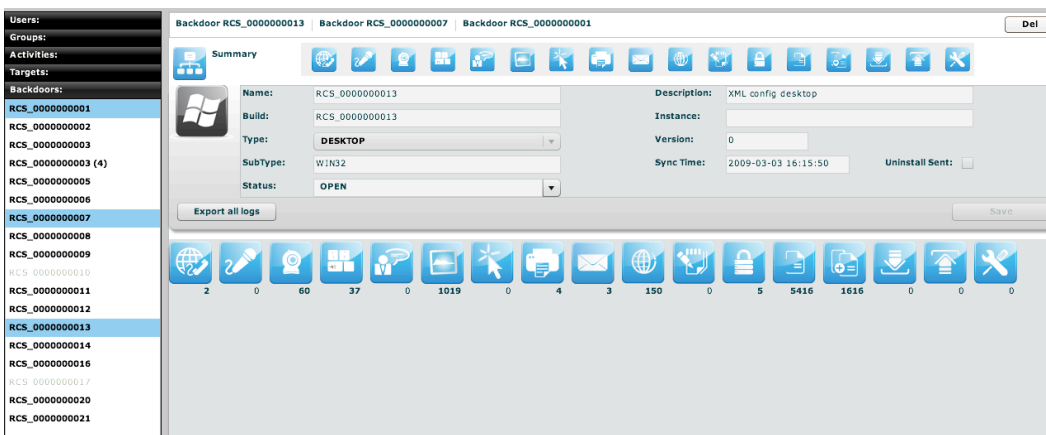 Users:
Groups:
Activities:
Targets:
Backdoors:
RCS_0000000001
RCS_0000000002
RCS_0000000003
RCS_0000000003 (4)
RCS_0000000005
RCS_0000000006
RCS_0000000007
RCS_0000000008
RCS_0000000009
RCS 0000000010
RCS_0000000011
RCS_0000000012
RCS_0000000013
RCS_0000000014
RCS_0000000016
RCS 0000000017
RCS_0000000020
RCS_0000000021
Backdoor RCS_0000000013 | Backdoor RCS_0000000007 | Backdoor RCS_0000000001
Del
Summary
Name: RCS_0000000013 Description: XML config desktop
Build: RCS_0000000013 Instance:
Type: DESKTOP Version: 0
SubType: WIN32 Sync Time: 2009-03-03 16:15:50 Uninstall Sent:
Status: OPEN
Export all logs Save
2 0 60 37 0 1019 0 4 3 150 0 5 5416 1616 0 0 0